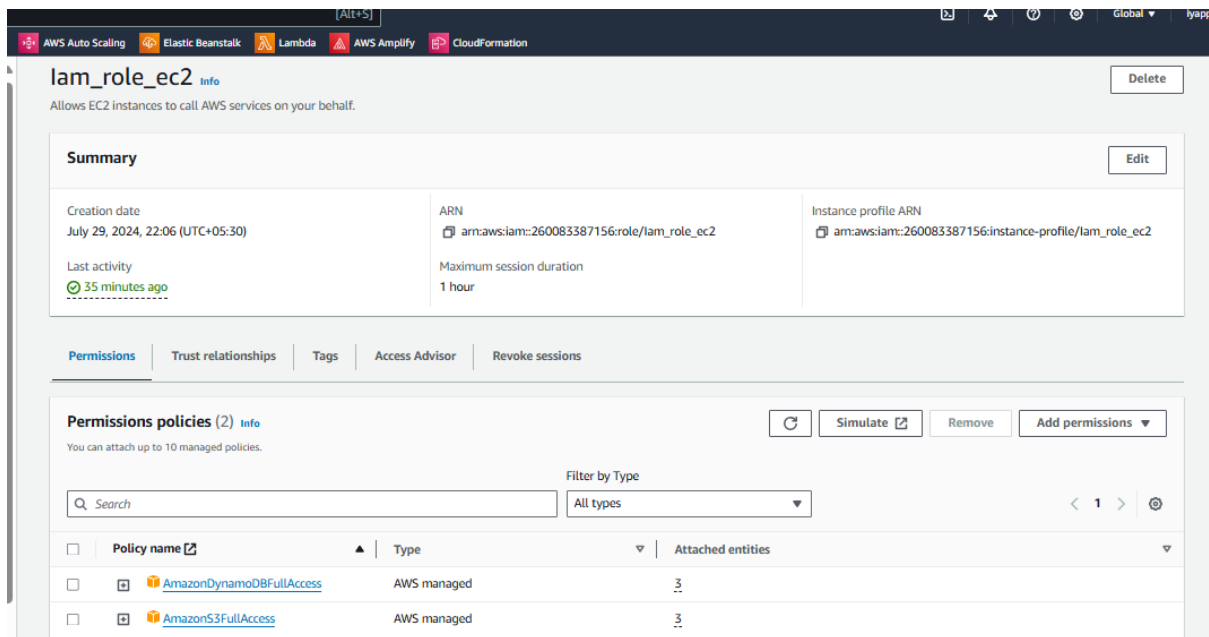 [Alt+S] Global ▼ Iyapp
AWS Auto Scaling Elastic Beanstalk Lambda AWS Amplify CloudFormation
Iam_role_ec2 Info Delete
Allows EC2 instances to call AWS services on your behalf.
Summary Edit
Creation date ARN Instance profile ARN
July 29, 2024, 22:06 (UTC+05:30) arn:aws:iam::260083387156:role/Iam_role_ec2 arn:aws:iam::260083387156:instance-profile/Iam_role_ec2
Last activity Maximum session duration
35 minutes ago 1 hour
Permissions Trust relationships Tags Access Advisor Revoke sessions
Permissions policies (2) Info Simulate Remove Add permissions ▼
You can attach up to 10 managed policies.
Filter by Type
Search All types < 1 >
Policy name Type Attached entities
AmazonDynamoDBFullAccess AWS managed 3
AmazonS3FullAccess AWS managed 3